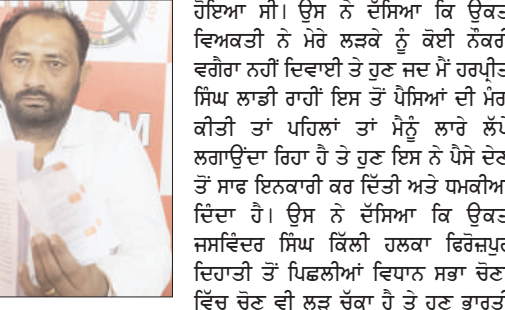 ਹੋਇਆ ਸੀ। ਉਸ ਨੇ ਦੱਸਿਆ ਕਿ ਉਕਤ
ਵਿਅਕਤੀ ਨੇ ਮੇਰੇ ਲੜਕੇ ਨੂੰ ਕੋਈ ਨੌਕਰੀ
ਵਗੈਰਾ ਨਹੀਂ ਦਿਵਾਈ ਤੇ ਹੁਣ ਜਦ ਮੈਂ ਹਰਪ੍ਰੀਤ
ਸਿੰਘ ਲਾਡੀ ਰਾਹੀਂ ਇਸ ਤੋਂ ਪੈਸਿਆਂ ਦੀ ਮੰਗ
ਕੀਤੀ ਤਾਂ ਪਹਿਲਾਂ ਤਾਂ ਮੈਨੂੰ ਲਾਰੇ ਲੱਪੇ
ਲਗਾਉਂਦਾ ਰਿਹਾ ਹੈ ਤੇ ਹੁਣ ਇਸ ਨੇ ਪੈਸੇ ਦੇਣ
ਤੋਂ ਸਾਫ ਇਨਕਾਰੀ ਕਰ ਦਿੱਤੀ ਅਤੇ ਧਮਕੀਆਂ
ਦਿੰਦਾ ਹੈ। ਉਸ ਨੇ ਦੱਸਿਆ ਕਿ ਉਕਤ
ਜਸਵਿੰਦਰ ਸਿੰਘ ਕਿੱਲੀ ਹਲਕਾ ਫਿਰੋਜ਼ਪੁਰ
ਦਿਹਾਤੀ ਤੋਂ ਪਿਛਲੀਆਂ ਵਿਧਾਨ ਸਭਾ ਚੋਣਾਂ
ਵਿੱਚ ਚੋਣ ਵੀ ਲੜ ਚੁੱਕਾ ਹੈ ਤੇ ਹੁਣ ਭਾਰਤੀ